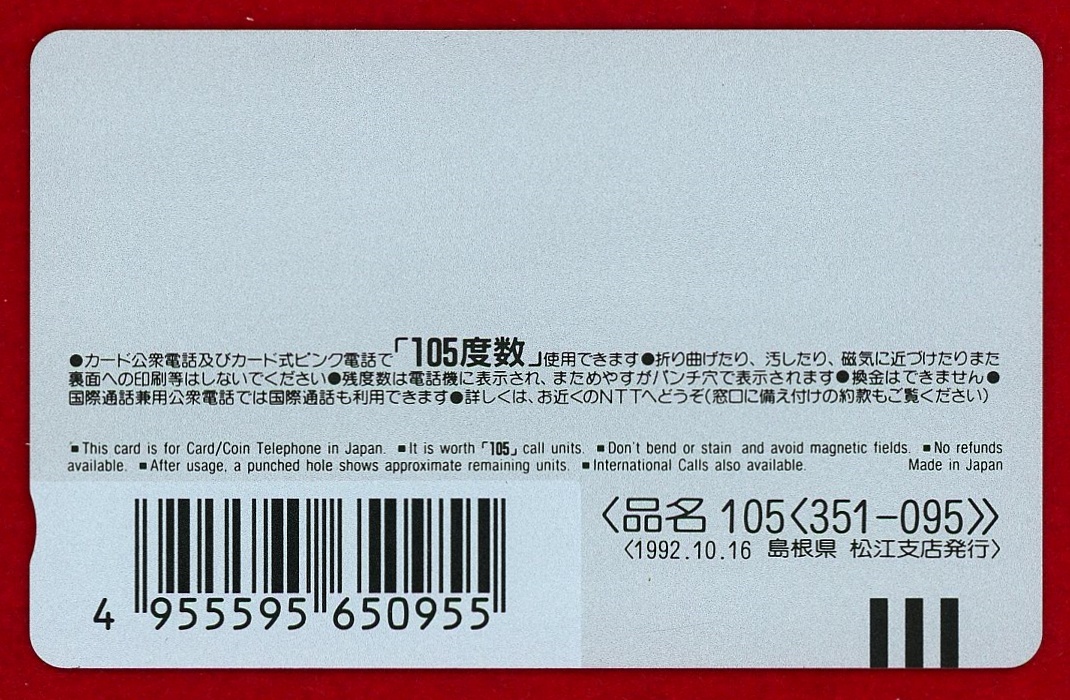 ●カード公衆電話及びカード式ピンク電話で「105度数」使用できます●折り曲げたり、汚したり、磁気に近づけたりまた
裏面への印刷等はしないでください●残度数は電話機に表示され、まためやすがパンチ穴で表示されます●換金はできません●
国際通話兼用公衆電話では国際通話も利用できます●詳しくは、お近くのNTTへどうぞ(窓口に備え付けの約款もご覧ください)
■This card is for Card/Coin Telephone in Japan. ■It is worth「105」call units. ■Don't bend or stain and avoid magnetic fields. ■No refunds
available. ■After usage, a punched hole shows approximate remaining units. ■International Calls also available. Made in Japan
〈品名 105〈351-095〉〉
〈1992.10.16 島根県 松江支店発行〉
4 955595 650955